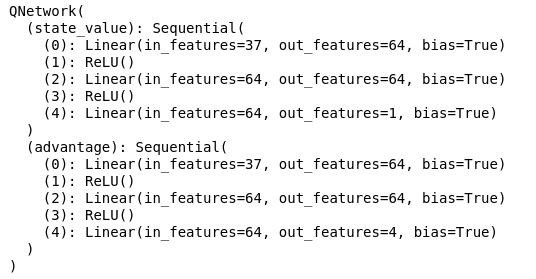 QNetwork(
  (state_value): Sequential(
    (0): Linear(in_features=37, out_features=64, bias=True)
    (1): ReLU()
    (2): Linear(in_features=64, out_features=64, bias=True)
    (3): ReLU()
    (4): Linear(in_features=64, out_features=1, bias=True)
  )
  (advantage): Sequential(
    (0): Linear(in_features=37, out_features=64, bias=True)
    (1): ReLU()
    (2): Linear(in_features=64, out_features=64, bias=True)
    (3): ReLU()
    (4): Linear(in_features=64, out_features=4, bias=True)
  )
)